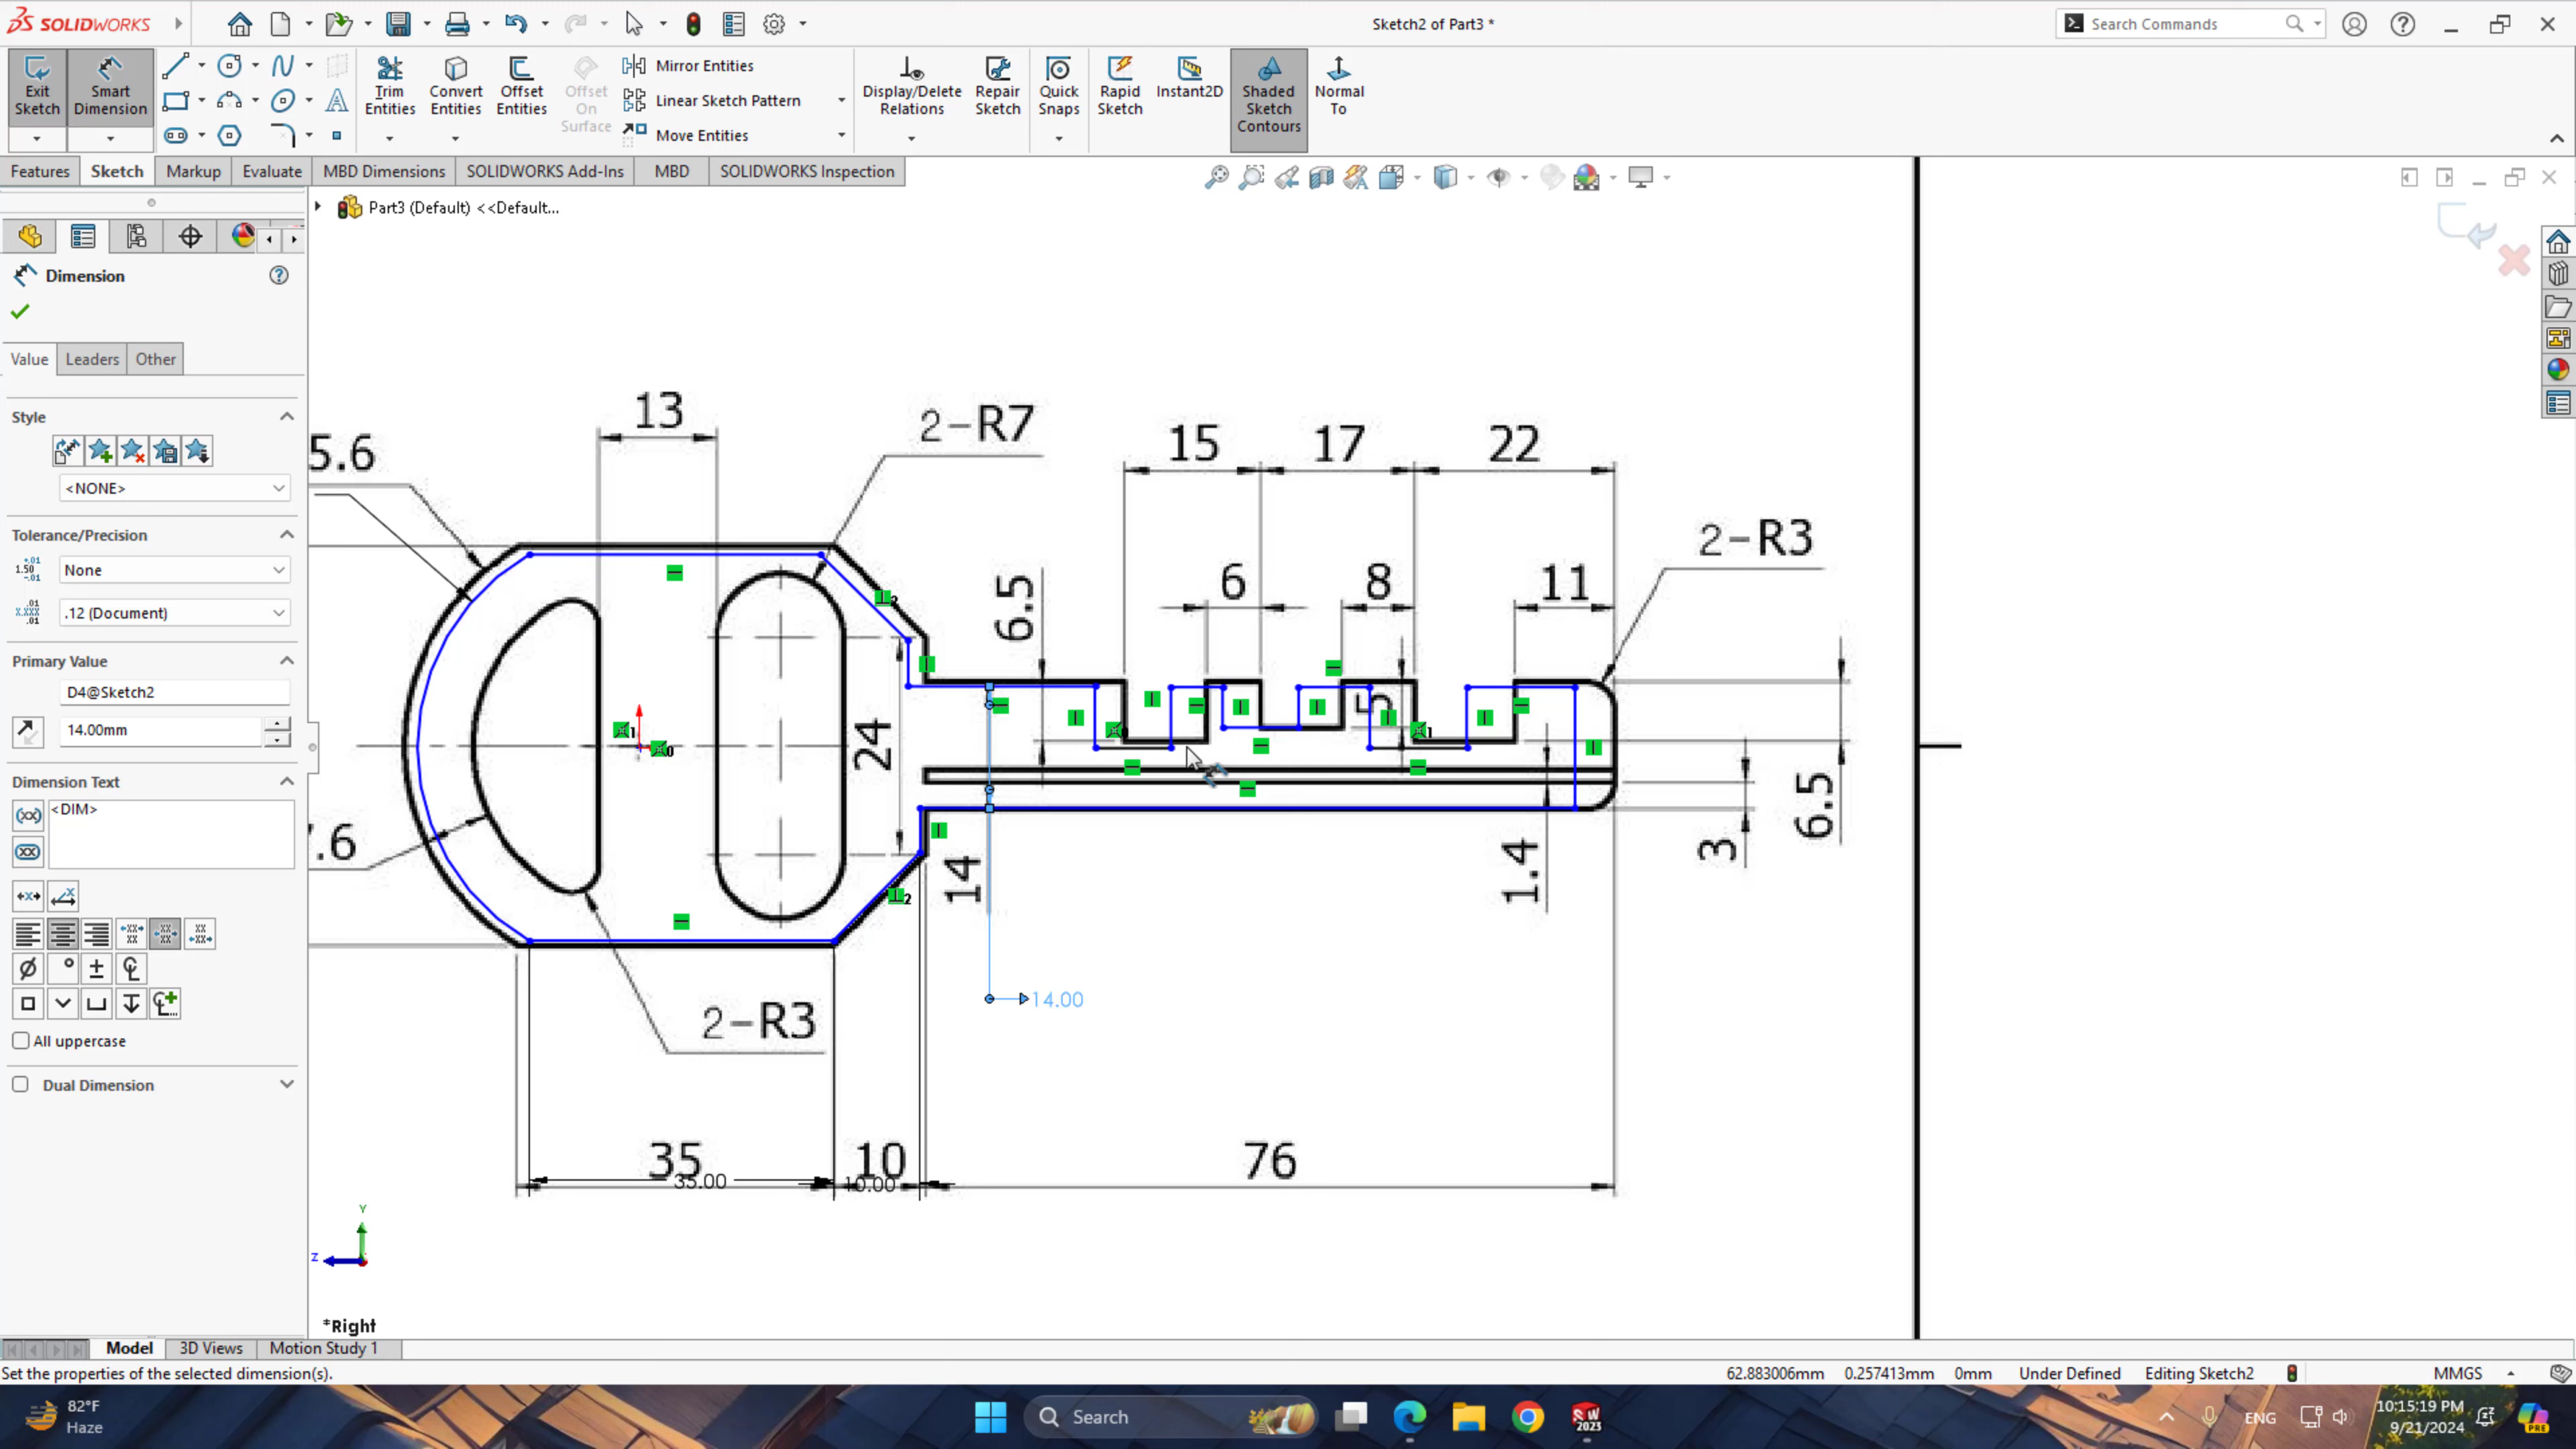 SOLIDWORKS
Sketch2 of Part3 *
Search Commands
Exit Sketch
Smart Dimension
Trim Entities
Convert Entities
Offset Entities
Offset On Surface
Mirror Entities
Linear Sketch Pattern
Move Entities
Display/Delete Relations
Repair Sketch
Quick Snaps
Rapid Sketch
Instant2D
Shaded Sketch Contours
Normal To
Features
Sketch
Markup
Evaluate
MBD Dimensions
SOLIDWORKS Add-Ins
MBD
SOLIDWORKS Inspection
Part3 (Default) <<Default...
Dimension
Value
Leaders
Other
Style
<NONE>
Tolerance/Precision
None
.12 (Document)
Primary Value
D4@Sketch2
14.00mm
Dimension Text
<DIM>
All uppercase
Dual Dimension
13
2-R7
15
17
22
5.6
2-R3
6.5
6
8
11
5
24
.6
14
1.4
3
6.5
14.00
2-R3
35
35.00
10
10.00
76
Y
Z
*Right
Model
3D Views
Motion Study 1
Set the properties of the selected dimension(s).
62.883006mm
0.257413mm
0mm
Under Defined
Editing Sketch2
MMGS
82°F
Haze
Search
SW
2023
ENG
10:15:19 PM
9/21/2024
PRE